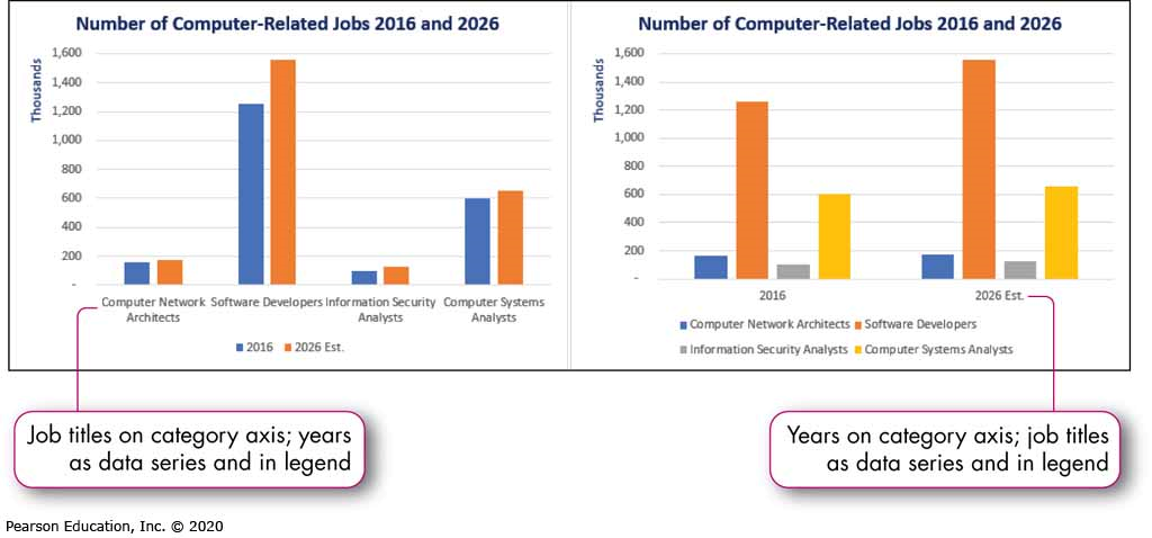 Number of Computer-Related Jobs 2016 and 2026
Thousands
1,600
1,400
1,200
1,000
800
600
400
200
-
Computer Network
Architects
Software Developers
Information Security
Analysts
Computer Systems
Analysts
2016
2026 Est.
Number of Computer-Related Jobs 2016 and 2026
Thousands
1,600
1,400
1,200
1,000
800
600
400
200
-
2016
2026 Est.
Computer Network Architects
Software Developers
Information Security Analysts
Computer Systems Analysts
Job titles on category axis; years
as data series and in legend
Years on category axis; job titles
as data series and in legend
Pearson Education, Inc. © 2020